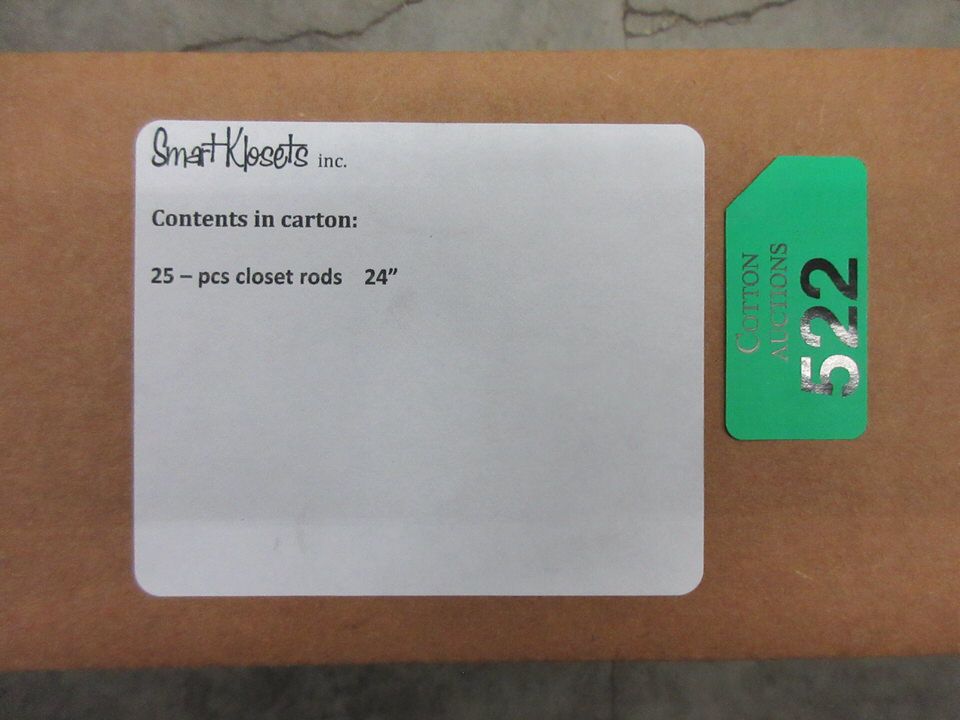 Smart Klosets inc.
Contents in carton:
25 – pcs closet rods 24”
COTTON
AUCTIONS
522